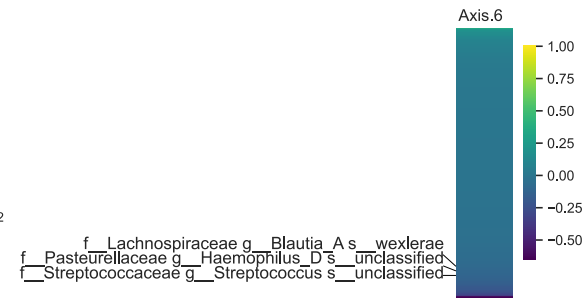 Axis.6
1.00
0.75
0.50
0.25
0.00
−0.25
−0.50
2
f__Lachnospiraceae g__Blautia_A s__wexlerae
f__Pasteurellaceae g__Haemophilus_D s__unclassified
f__Streptococcaceae g__Streptococcus s__unclassified